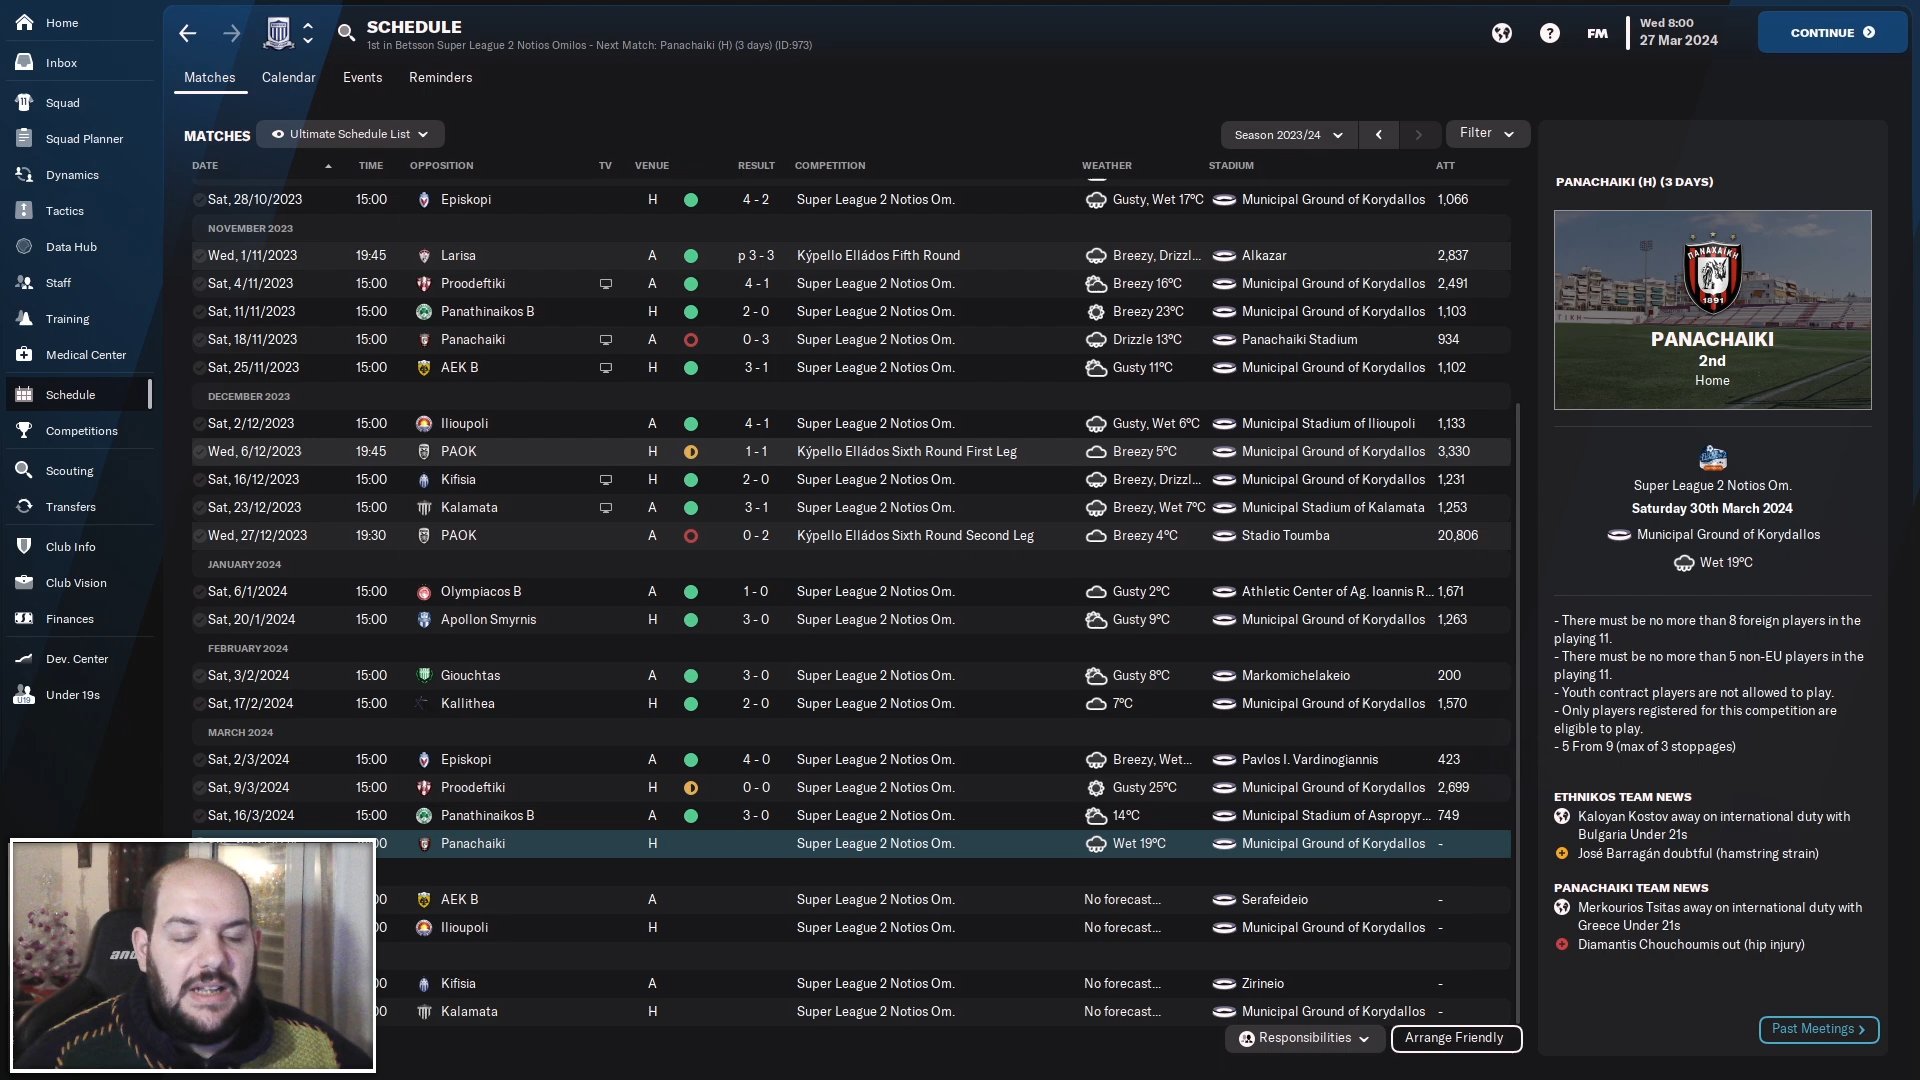 Home
Inbox
Squad
Squad Planner
Dynamics
Tactics
Data Hub
Staff
Training
Medical Center
Schedule
Competitions
Scouting
Transfers
Club Info
Club Vision
Finances
Dev. Center
Under 19s
SCHEDULE
1st in Betsson Super League 2 Notios Omilos - Next Match: Panachaiki (H) (3 days) (ID:973)
FM
Wed 8:00
27 Mar 2024
CONTINUE
Matches Calendar Events Reminders
MATCHES Ultimate Schedule List Season 2023/24 Filter
DATE TIME OPPOSITION TV VENUE RESULT COMPETITION WEATHER STADIUM ATT
Sat, 28/10/2023 15:00 Episkopi H 4 - 2 Super League 2 Notios Om. Gusty, Wet 17ºC Municipal Ground of Korydallos 1,066
NOVEMBER 2023
Wed, 1/11/2023 19:45 Larisa A p 3 - 3 Kýpello Elládos Fifth Round Breezy, Drizzl... Alkazar 2,837
Sat, 4/11/2023 15:00 Proodeftiki A 4 - 1 Super League 2 Notios Om. Breezy 16ºC Municipal Ground of Korydallos 2,491
Sat, 11/11/2023 15:00 Panathinaikos B H 2 - 0 Super League 2 Notios Om. Breezy 23ºC Municipal Ground of Korydallos 1,103
Sat, 18/11/2023 15:00 Panachaiki A 0 - 3 Super League 2 Notios Om. Drizzle 13ºC Panachaiki Stadium 934
Sat, 25/11/2023 15:00 AEK B H 3 - 1 Super League 2 Notios Om. Gusty 11ºC Municipal Ground of Korydallos 1,102
DECEMBER 2023
Sat, 2/12/2023 15:00 Ilioupoli A 4 - 1 Super League 2 Notios Om. Gusty, Wet 6ºC Municipal Stadium of Ilioupoli 1,133
Wed, 6/12/2023 19:45 PAOK H 1 - 1 Kýpello Elládos Sixth Round First Leg Breezy 5ºC Municipal Ground of Korydallos 3,330
Sat, 16/12/2023 15:00 Kifisia H 2 - 0 Super League 2 Notios Om. Breezy, Drizzl... Municipal Ground of Korydallos 1,231
Sat, 23/12/2023 15:00 Kalamata A 3 - 1 Super League 2 Notios Om. Breezy, Wet 7ºC Municipal Stadium of Kalamata 1,253
Wed, 27/12/2023 19:30 PAOK A 0 - 2 Kýpello Elládos Sixth Round Second Leg Breezy 4ºC Stadio Toumba 20,806
JANUARY 2024
Sat, 6/1/2024 15:00 Olympiacos B A 1 - 0 Super League 2 Notios Om. Gusty 2ºC Athletic Center of Ag. Ioannis R... 1,671
Sat, 20/1/2024 15:00 Apollon Smyrnis H 3 - 0 Super League 2 Notios Om. Gusty 9ºC Municipal Ground of Korydallos 1,263
FEBRUARY 2024
Sat, 3/2/2024 15:00 Giouchtas A 3 - 0 Super League 2 Notios Om. Gusty 8ºC Markomichelakeio 200
Sat, 17/2/2024 15:00 Kallithea H 2 - 0 Super League 2 Notios Om. 7ºC Municipal Ground of Korydallos 1,570
MARCH 2024
Sat, 2/3/2024 15:00 Episkopi A 4 - 0 Super League 2 Notios Om. Breezy, Wet... Pavlos I. Vardinogiannis 423
Sat, 9/3/2024 15:00 Proodeftiki H 0 - 0 Super League 2 Notios Om. Gusty 25ºC Municipal Ground of Korydallos 2,699
Sat, 16/3/2024 15:00 Panathinaikos B A 3 - 0 Super League 2 Notios Om. 14ºC Municipal Stadium of Aspropyr... 749
Panachaiki H Super League 2 Notios Om. Wet 19ºC Municipal Ground of Korydallos -
AEK B A Super League 2 Notios Om. No forecast... Serafeideio -
Ilioupoli H Super League 2 Notios Om. No forecast... Municipal Ground of Korydallos -
Kifisia A Super League 2 Notios Om. No forecast... Zirineio -
Kalamata H Super League 2 Notios Om. No forecast... Municipal Ground of Korydallos -
Responsibilities Arrange Friendly
PANACHAIKI (H) (3 DAYS)
ΠΑΝΑΧΑΪΚΗ
1891
PANACHAIKI
2nd
Home
Super League 2 Notios Om.
Saturday 30th March 2024
Municipal Ground of Korydallos
Wet 19ºC
- There must be no more than 8 foreign players in the
playing 11.
- There must be no more than 5 non-EU players in the
playing 11.
- Youth contract players are not allowed to play.
- Only players registered for this competition are
eligible to play.
- 5 From 9 (max of 3 stoppages)
ETHNIKOS TEAM NEWS
Kaloyan Kostov away on international duty with
Bulgaria Under 21s
José Barragán doubtful (hamstring strain)
PANACHAIKI TEAM NEWS
Merkourios Tsitas away on international duty with
Greece Under 21s
Diamantis Chouchoumis out (hip injury)
Past Meetings